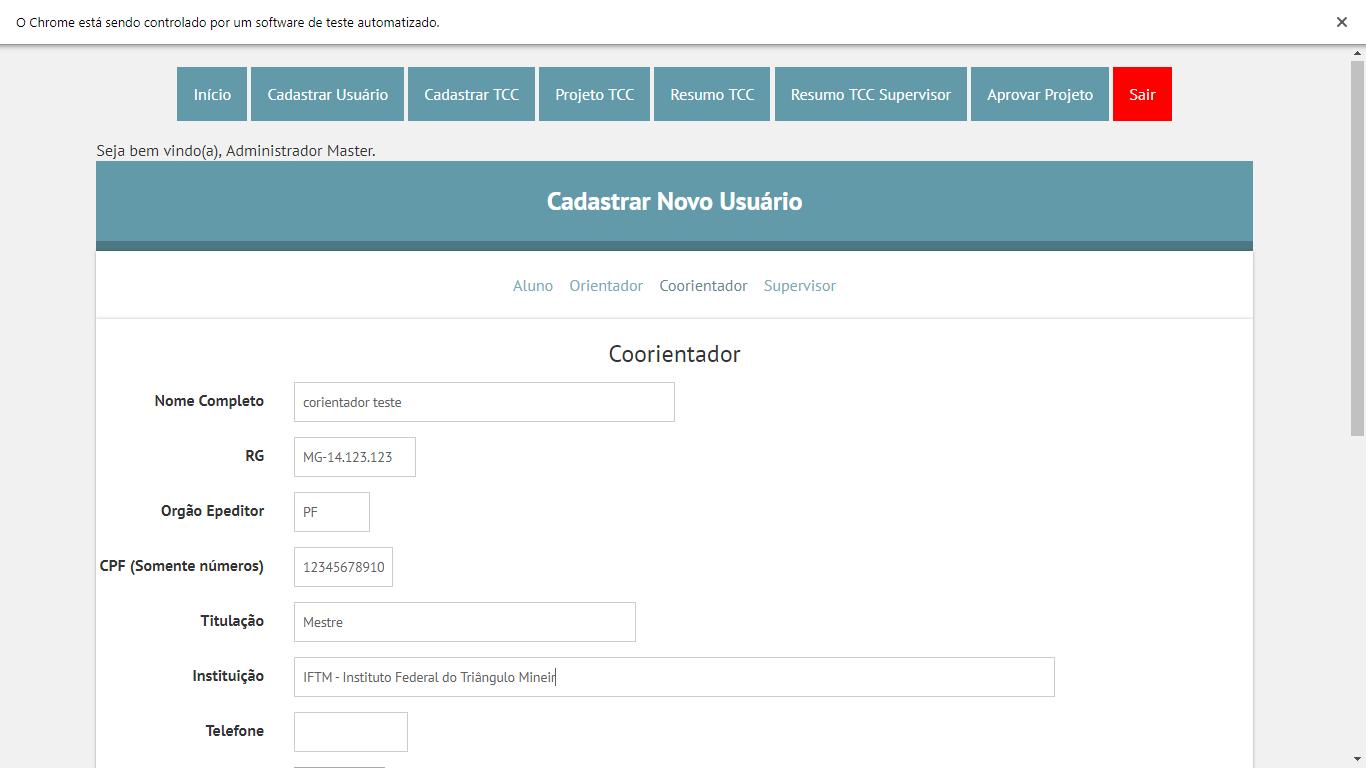 O Chrome está sendo controlado por um software de teste automatizado.
Início Cadastrar Usuário Cadastrar TCC Projeto TCC Resumo TCC Resumo TCC Supervisor Aprovar Projeto Sair
Seja bem vindo(a), Administrador Master.
Cadastrar Novo Usuário
Aluno Orientador Coorientador Supervisor
Coorientador
Nome Completo corientador teste
RG MG-14.123.123
Orgão Epeditor PF
CPF (Somente números) 12345678910
Titulação Mestre
Instituição IFTM - Instituto Federal do Triângulo Mineir
Telefone